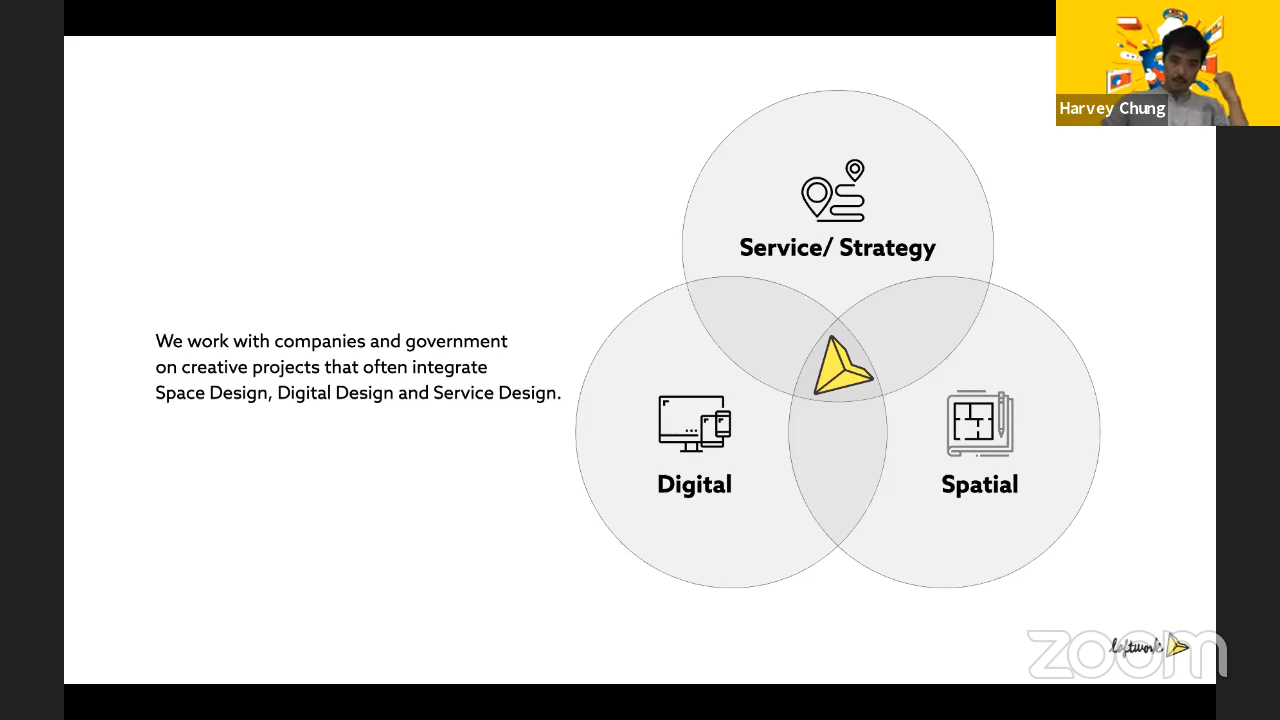 Harvey Chung
Service/ Strategy
We work with companies and government
on creative projects that often integrate
Space Design, Digital Design and Service Design.
Digital
Spatial
loftwork
zoom